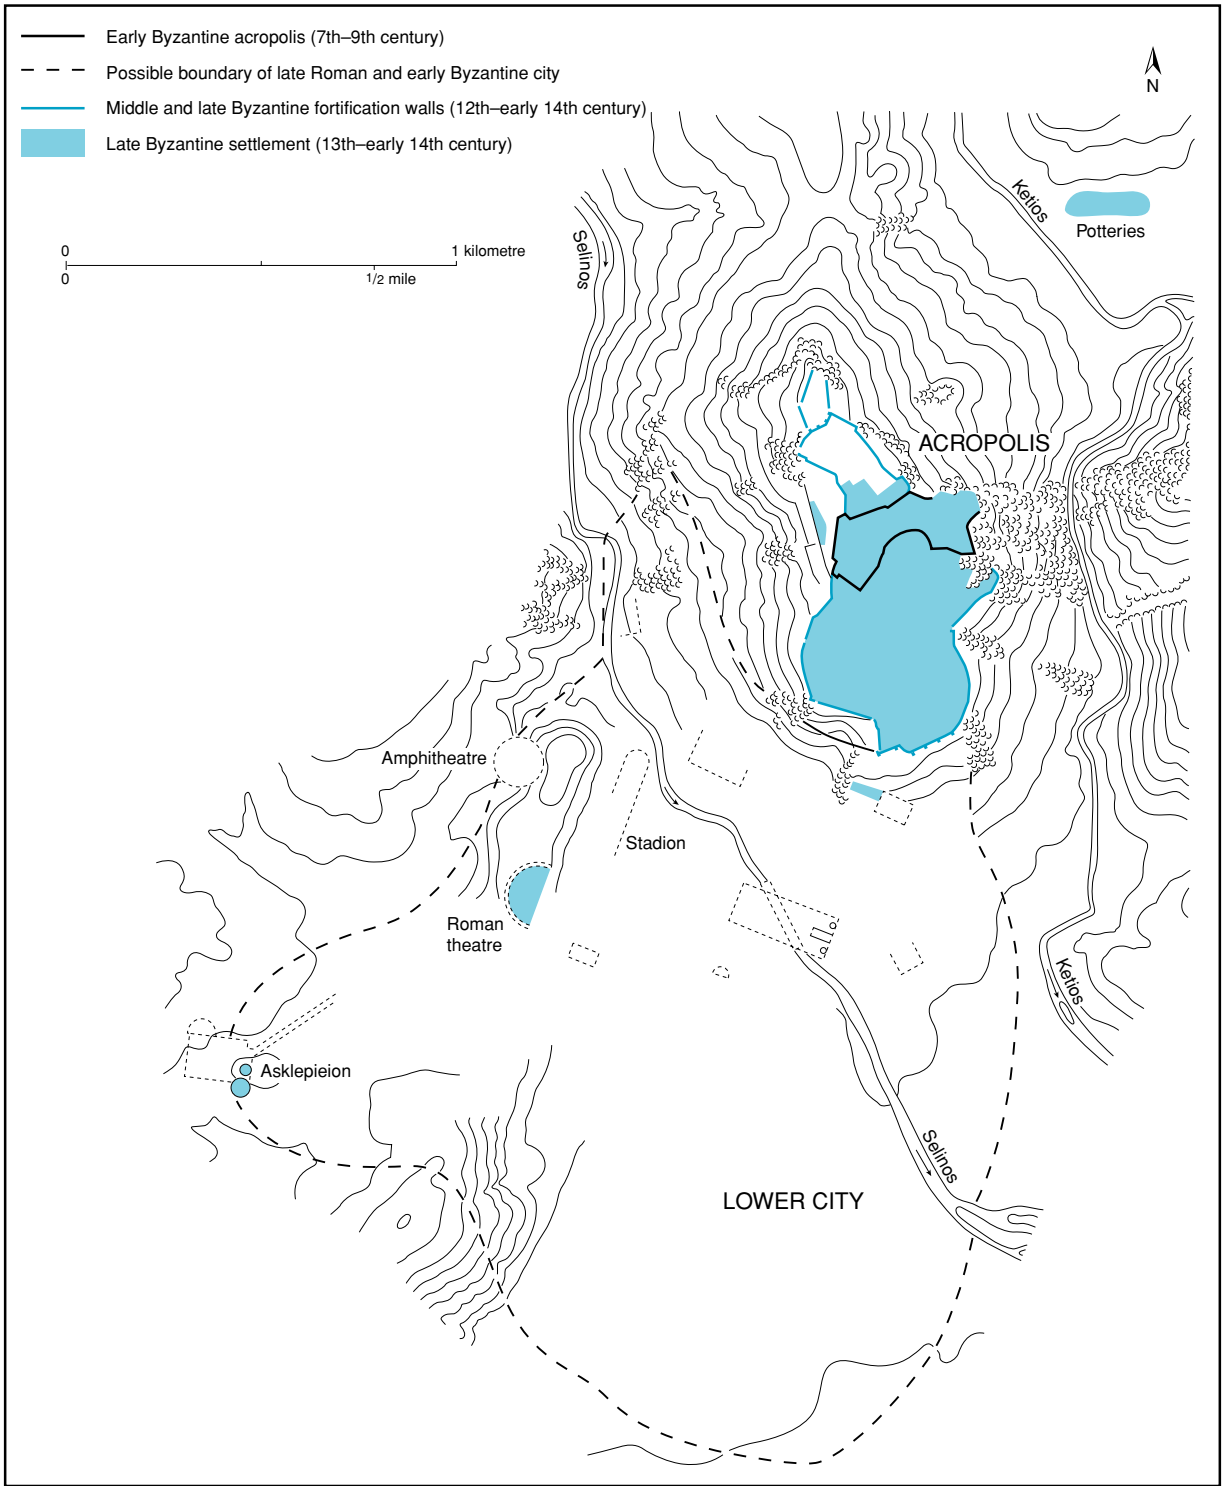 Early Byzantine acropolis (7th–9th century)
Possible boundary of late Roman and early Byzantine city
Middle and late Byzantine fortification walls (12th–early 14th century)
Late Byzantine settlement (13th–early 14th century)
N
0
1 kilometre
0
1/2 mile
Selinos
Ketios
Potteries
ACROPOLIS
Amphitheatre
Stadion
Roman
theatre
Ketios
Asklepieion
Selinos
LOWER CITY